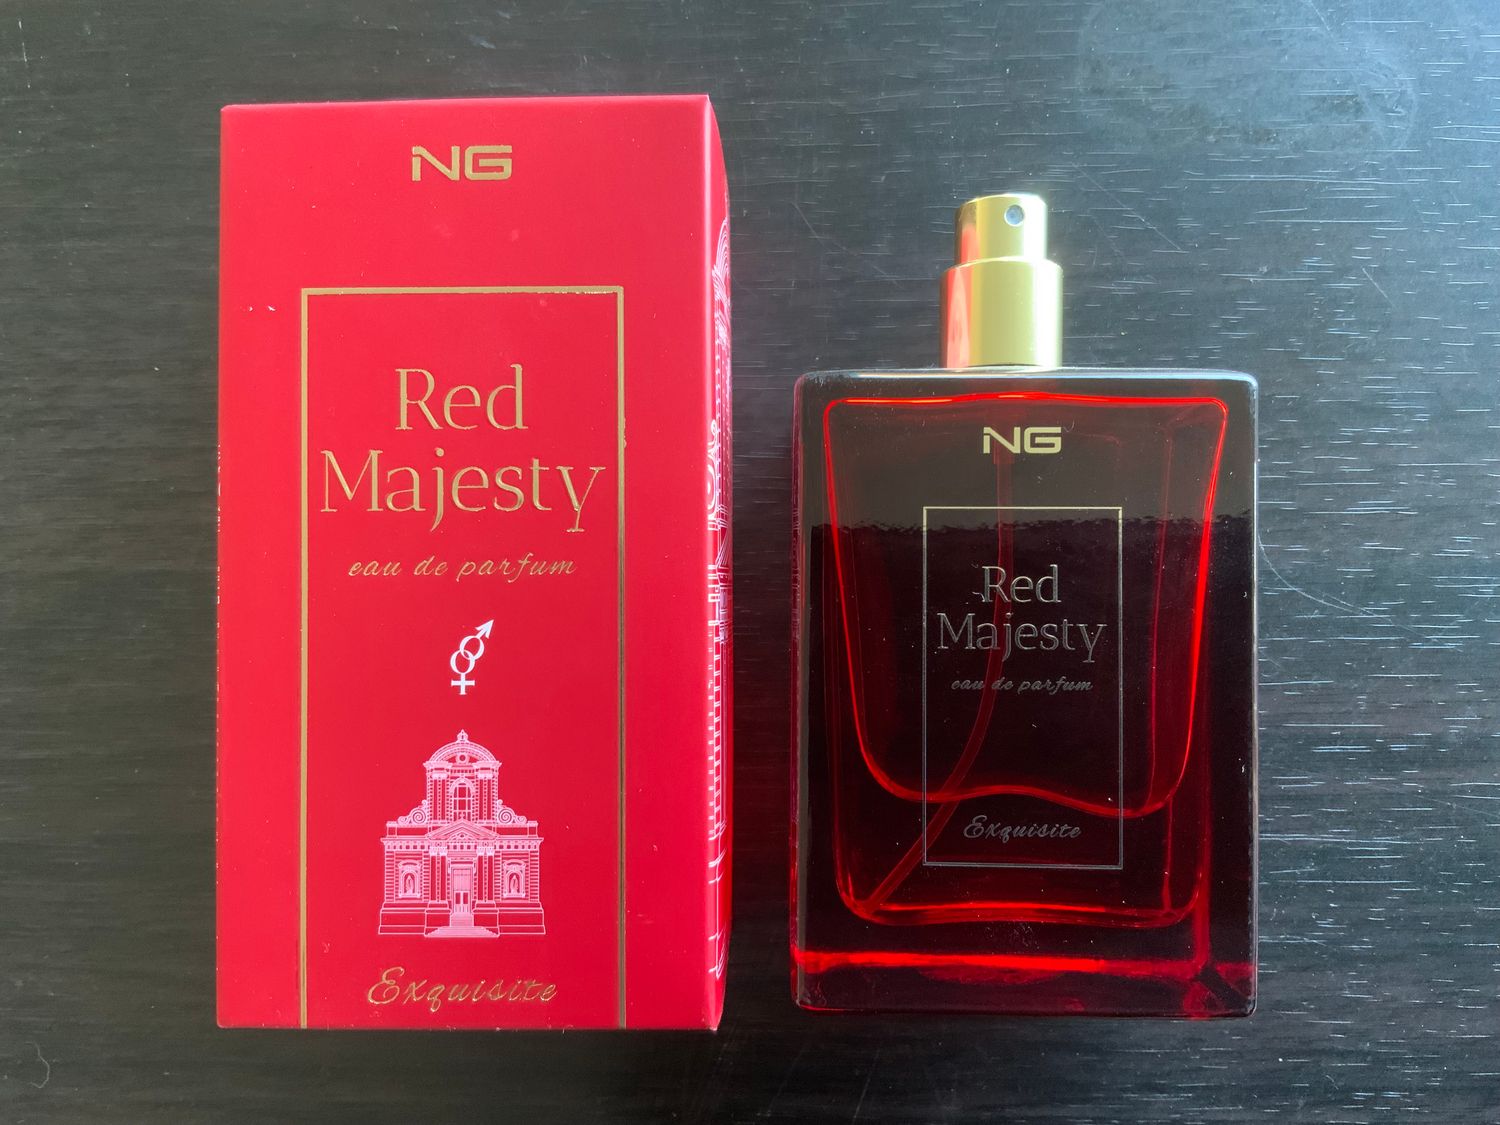 NG
Red
Majesty
eau de parfum
Exquisite
NG
Red
Majesty
eau de parfum
Exquisite